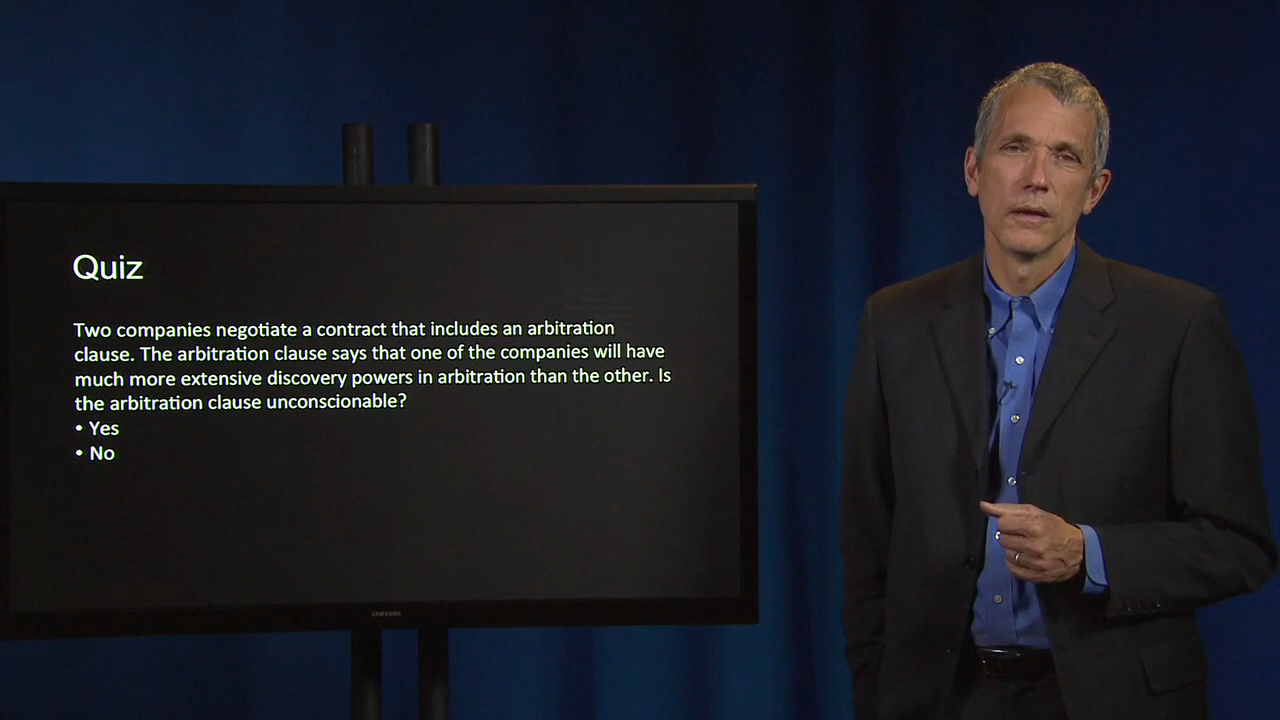 Quiz
Two companies negotiate a contract that includes an arbitration
clause. The arbitration clause says that one of the companies will have
much more extensive discovery powers in arbitration than the other. Is
the arbitration clause unconscionable?
• Yes
• No
SAMSUNG